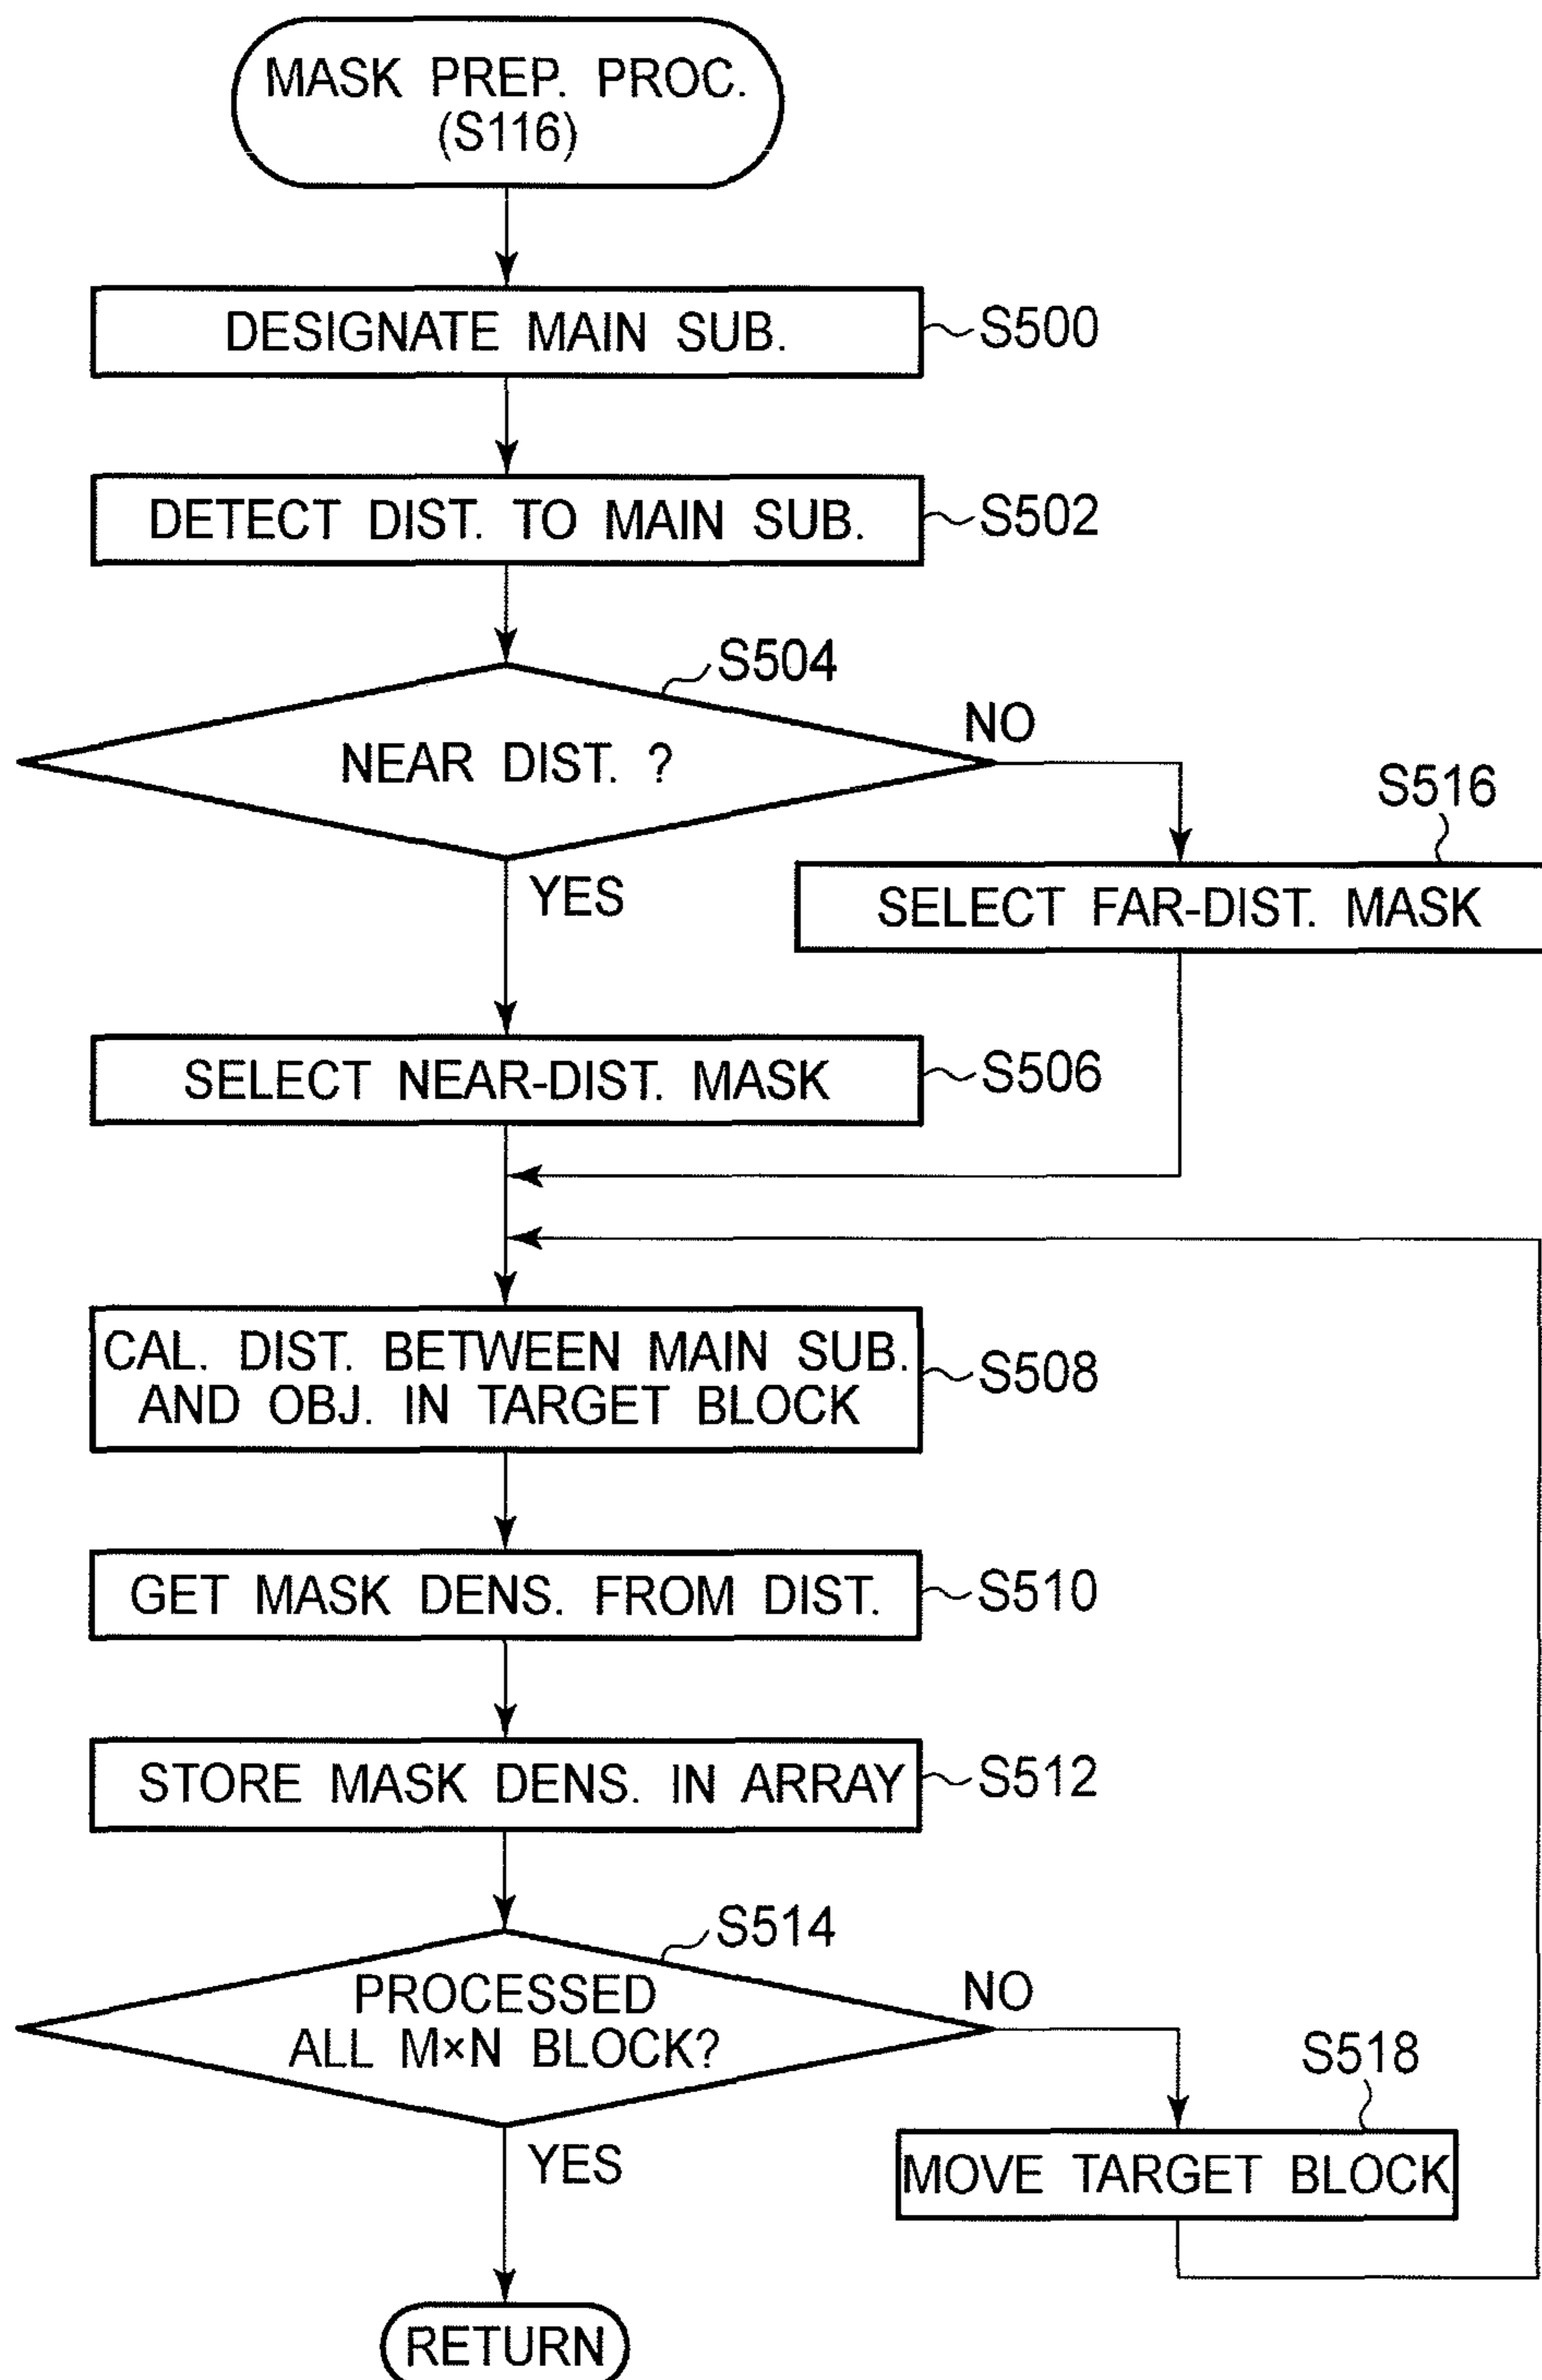 MASK PREP. PROC.
(S116)
DESIGNATE MAIN SUB.
S500
DETECT DIST. TO MAIN SUB.
S502
S504
NEAR DIST. ?
NO
YES
S516
SELECT FAR-DIST. MASK
SELECT NEAR-DIST. MASK
S506
CAL. DIST. BETWEEN MAIN SUB.
AND OBJ. IN TARGET BLOCK
S508
GET MASK DENS. FROM DIST.
S510
STORE MASK DENS. IN ARRAY
S512
S514
PROCESSED
ALL M×N BLOCK?
NO
YES
S518
MOVE TARGET BLOCK
RETURN